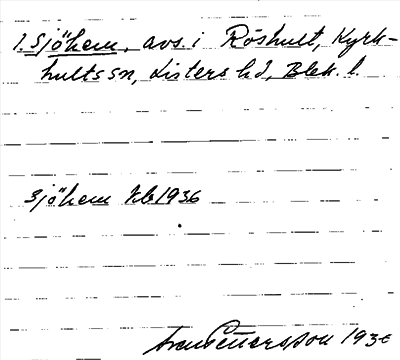 1. Sjöhem, avs. i Röshult, Kyrk-
hults sn, Listers hd, Blek. l.
Sjöhem Kb 1936
1936